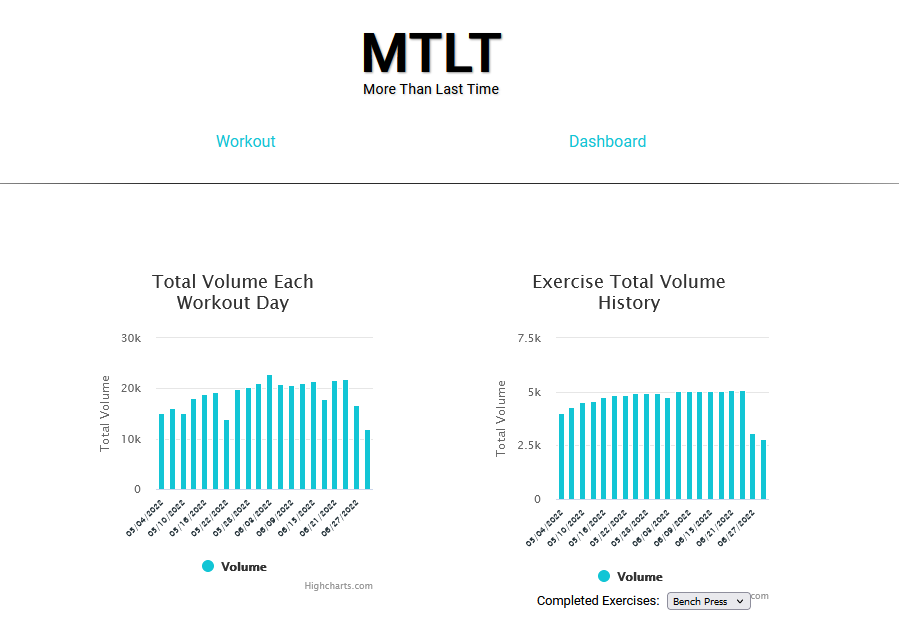 MTLT
More Than Last Time
Workout
Dashboard
Total Volume Each
Workout Day
30k
20k
10k
0
Total Volume
05/04/2022
05/10/2022
05/16/2022
05/22/2022
05/28/2022
06/03/2022
06/09/2022
06/15/2022
06/21/2022
06/27/2022
Volume
Highcharts.com
Exercise Total Volume
History
7.5k
5k
2.5k
0
Total Volume
05/04/2022
05/10/2022
05/16/2022
05/22/2022
05/28/2022
06/03/2022
06/09/2022
06/15/2022
06/21/2022
06/27/2022
Volume
Completed Exercises: Bench Press
.com